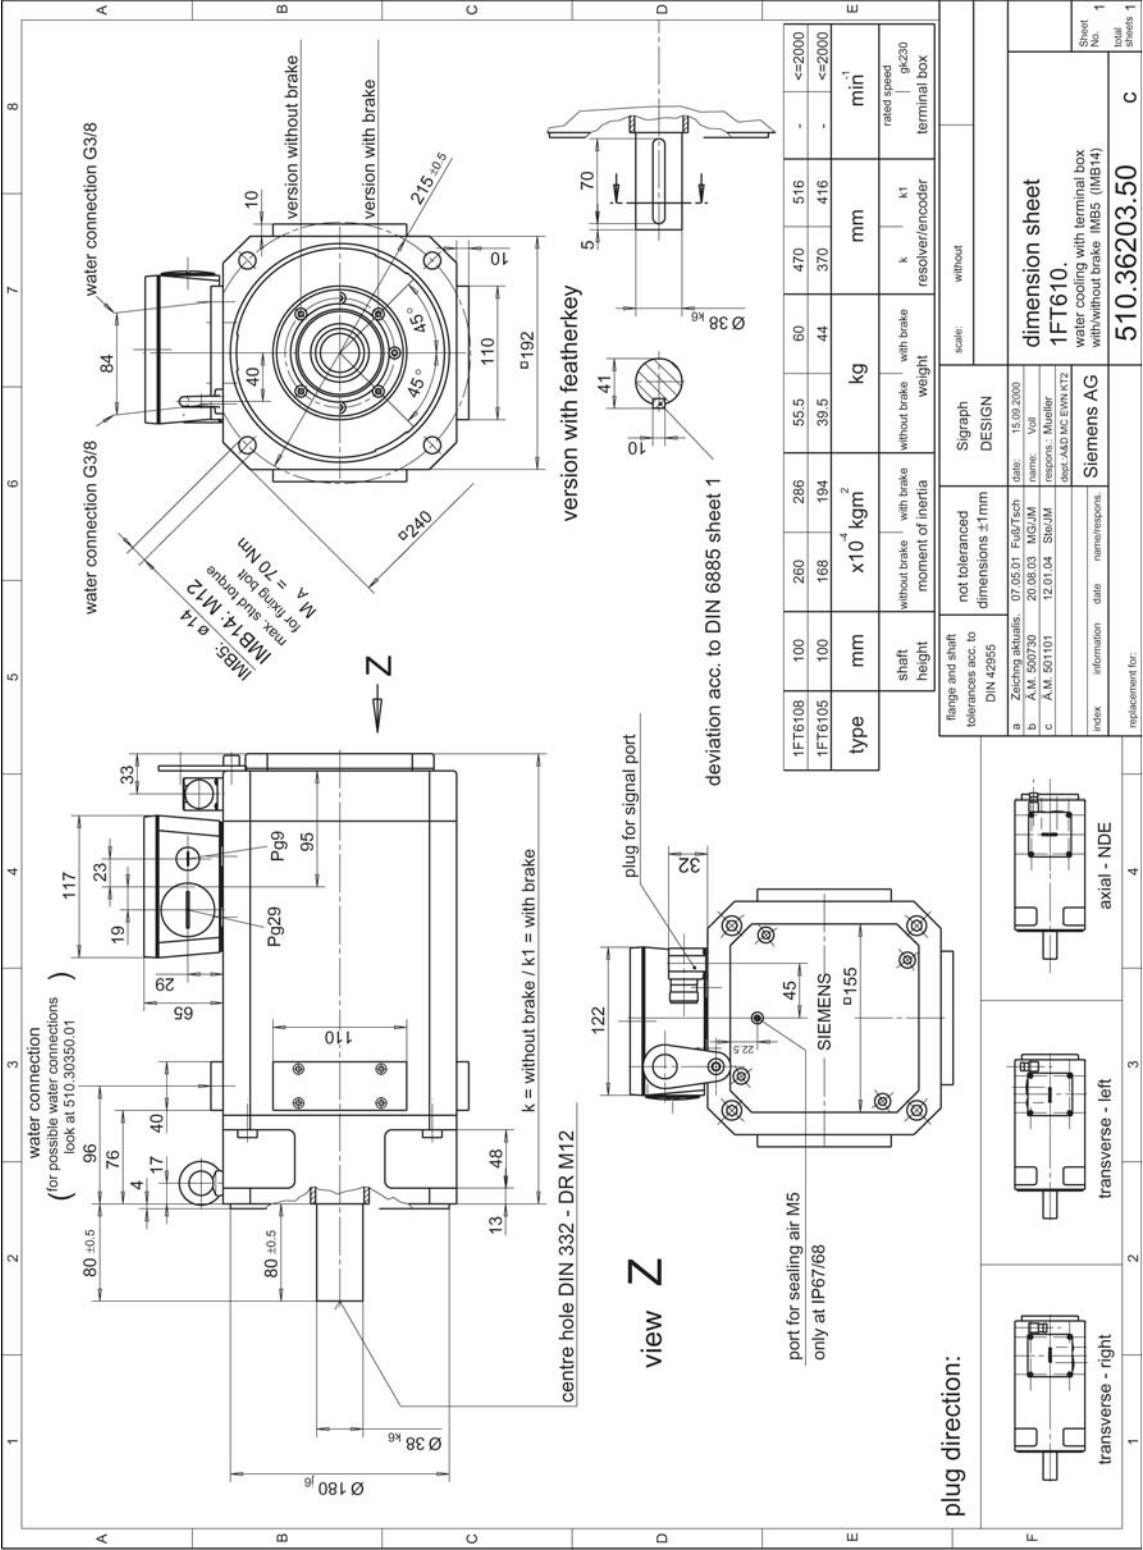 1 2 3 4 5 6 7 8
A
B
C
D
E
F
water connection
(for possible water connections
look at 510.30350.01)
80 ±0.5
96
76
4
17
40
65
29
19
117
23
33
Pg29
Pg9
95
110
80 ±0.5
13
48
Ø 180 j6
Ø 38 k6
k = without brake / k1 = with brake
centre hole DIN 332 - DR M12
Z
water connection G3/8
water connection G3/8
84
10
version without brake
version with brake
215 ±0.5
40
45°
45°
10
110
□192
□240
IMB5: Ø 14
IMB14: M12
max. stud torque
for fixing bolt
M A = 70 Nm
version with featherkey
5
70
Ø 38 k6
41
10
deviation acc. to DIN 6885 sheet 1
view Z
122
plug for signal port
32
45
22.5
SIEMENS
□155
port for sealing air M5
only at IP67/68
1FT6108 100 260 286 55.5 60 470 516 - <=2000
1FT6105 100 168 194 39.5 44 370 416 - <=2000
type mm x10-4 kgm2 kg mm min-1
shaft height
without brake with brake
moment of inertia
without brake with brake
weight
k k1
resolver/encoder
rated speed
gk230
terminal box
plug direction:
transverse - right
transverse - left
axial - NDE
flange and shaft
tolerances acc. to
DIN 42955
not toleranced
dimensions ±1mm
Sigraph
DESIGN
scale: without
a Zeichng aktualis. 07.05.01 Fuß/Tsch
b Ä.M. 500730 20.08.03 MG/JM
c Ä.M. 501101 12.01.04 Ste/JM
index information date name/respons.
date: 15.09.2000
name: Voll
respons.: Mueller
dept.:A&D MC EWN KT2
Siemens AG
dimension sheet
1FT610.
water cooling with terminal box
with/without brake IMB5 (IMB14)
Sheet No. 1
replacement for:
510.36203.50 c
total sheets 1
1 2 3 4
A
B
C
D
E
F